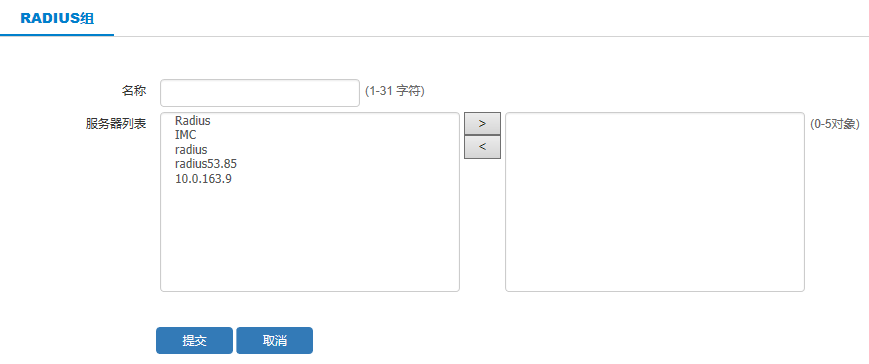 RADIUS组
名称 (1-31 字符)
服务器列表 Radius > (0-5对象)
IMC
radius <
radius53.85
10.0.163.9
提交 取消